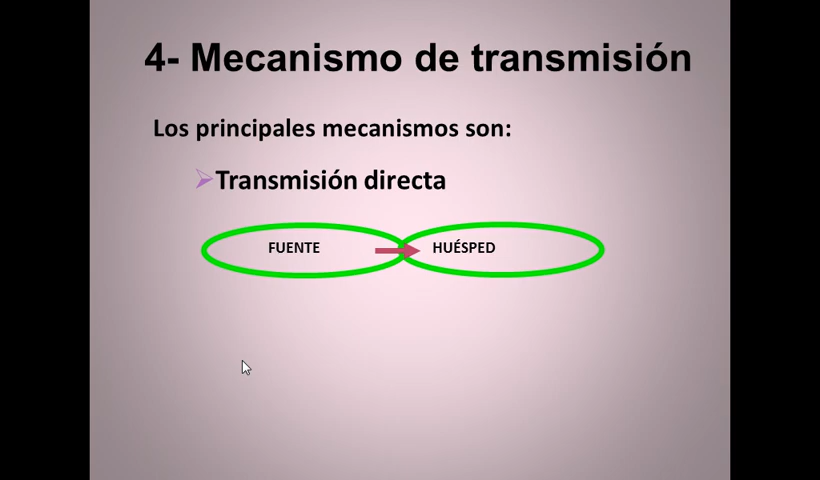 4- Mecanismo de transmisión
Los principales mecanismos son:
Transmisión directa
FUENTE
HUÉSPED